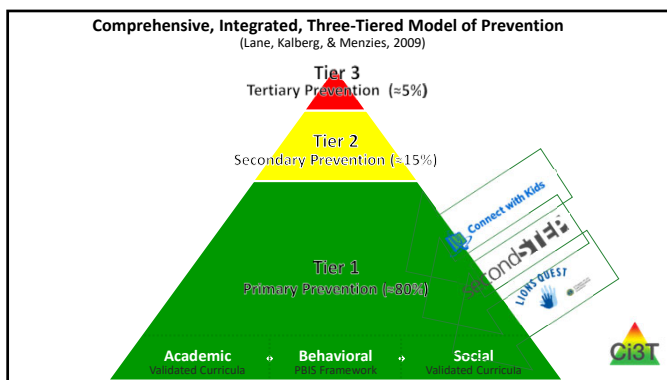 Comprehensive, Integrated, Three-Tiered Model of Prevention
(Lane, Kalberg, & Menzies, 2009)
Tier 3
Tertiary Prevention (≈5%)
Tier 2
Secondary Prevention (≈15%)
Connect with Kids
secondSTEP
LIONS QUEST
Tier 1
Primary Prevention (≈80%)
Academic ↔ Behavioral ↔ Social
Validated Curricula PBIS Framework Validated Curricula
Ci3T